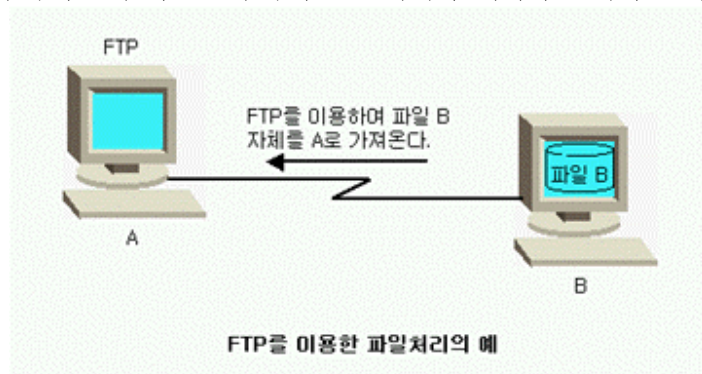 FTP
FTP를 이용하여 파일 B
자체를 A로 가져온다.
파일 B
A
B
FTP를 이용한 파일처리의 예